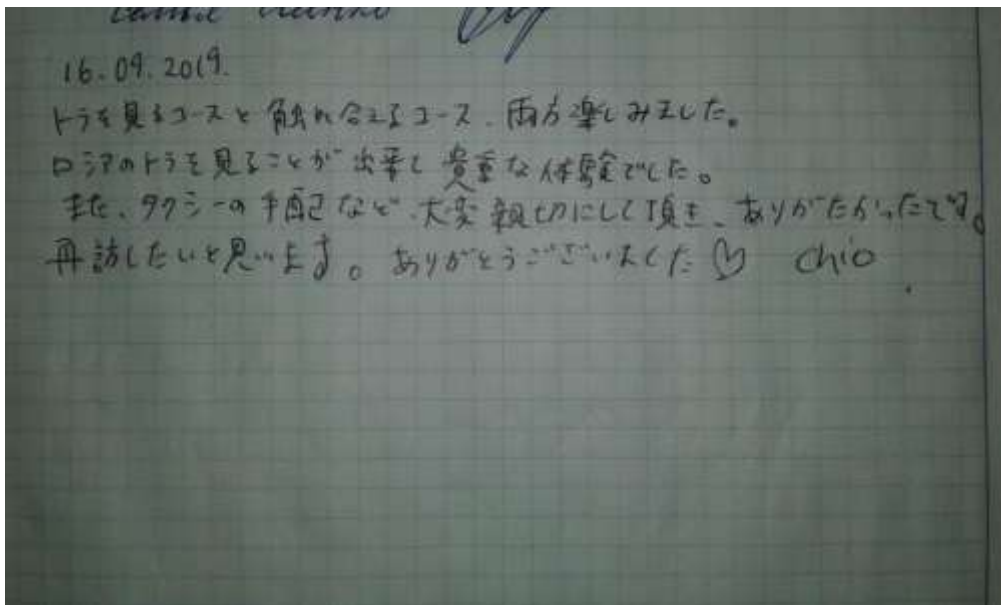 16.09.2019.
トラを見るコースと触れ合えるコース、両方楽しみました。
ロシアのトラを見ることが出来て貴重な体験でした。
また、タクシーの手配など、大変親切にして頂き、ありがたかったです。
再訪したいと思います。ありがとうございました♡ Chio